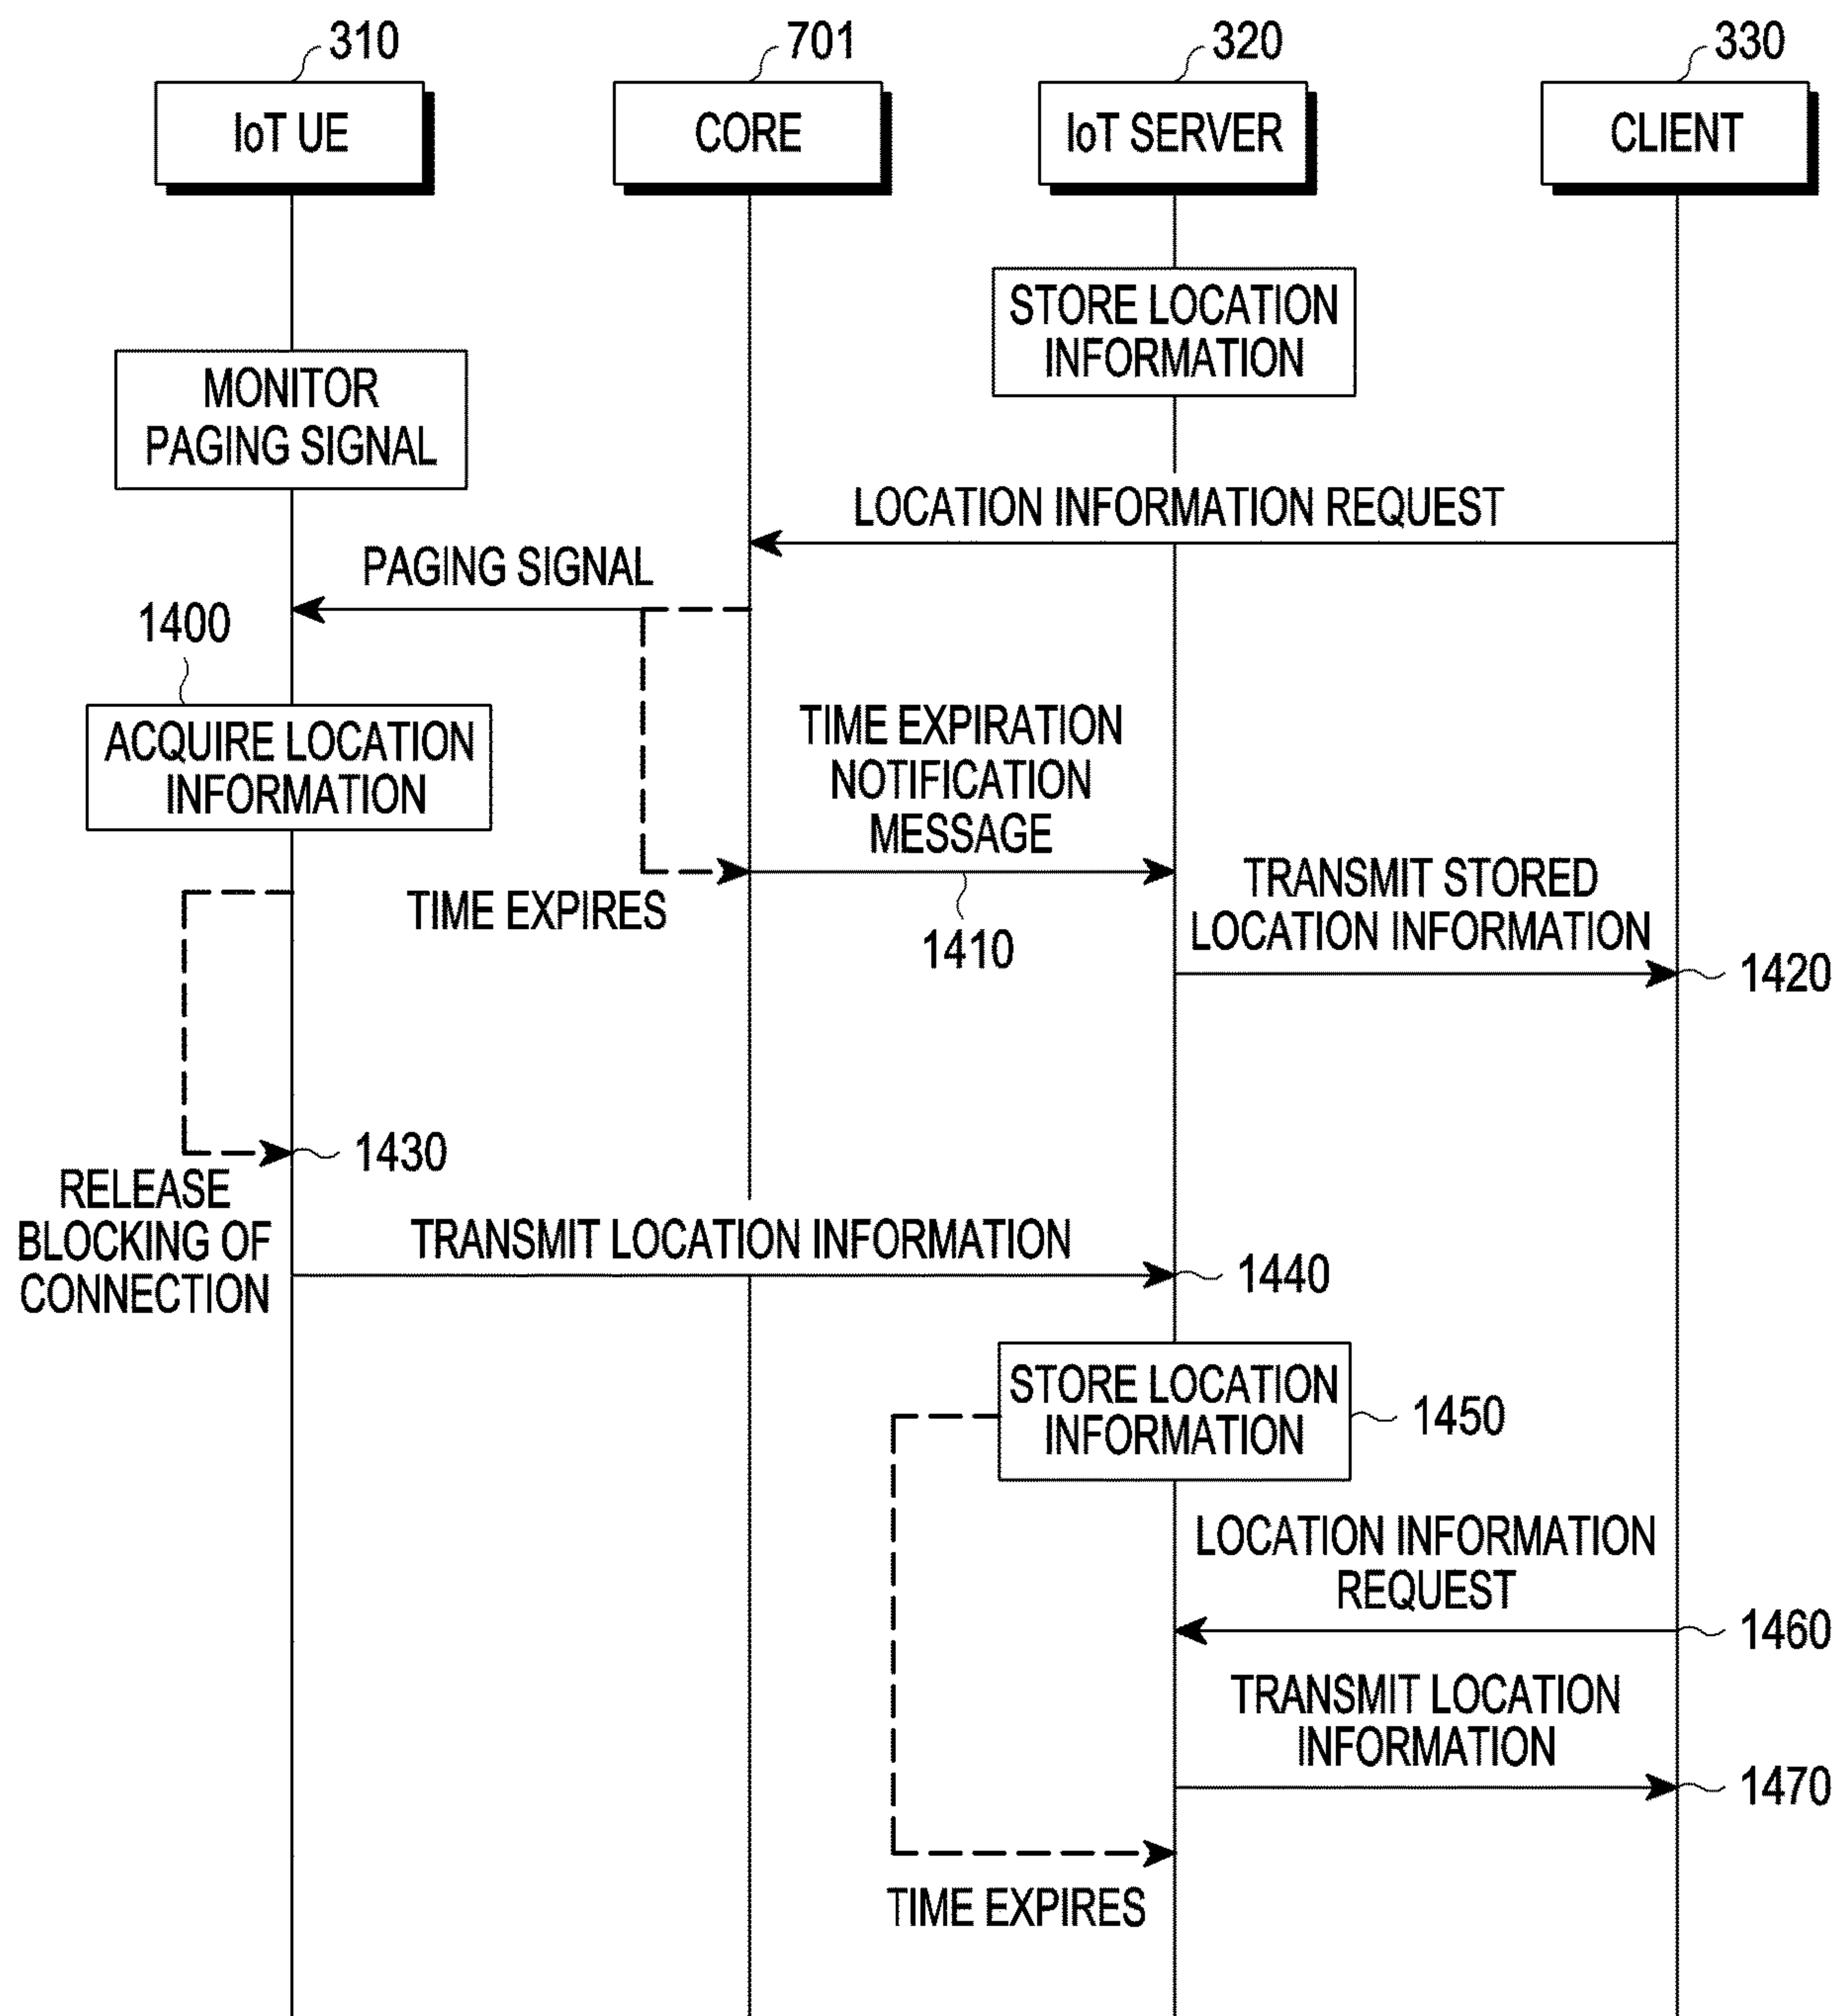 310
701
320
330
IoT UE
CORE
IoT SERVER
CLIENT
STORE LOCATION
INFORMATION
MONITOR
PAGING SIGNAL
LOCATION INFORMATION REQUEST
PAGING SIGNAL
1400
ACQUIRE LOCATION
INFORMATION
TIME EXPIRATION
NOTIFICATION
MESSAGE
TIME EXPIRES
1410
TRANSMIT STORED
LOCATION INFORMATION
1420
1430
RELEASE
BLOCKING OF
CONNECTION
TRANSMIT LOCATION INFORMATION
1440
STORE LOCATION
INFORMATION
1450
LOCATION INFORMATION
REQUEST
1460
TRANSMIT LOCATION
INFORMATION
1470
TIME EXPIRES